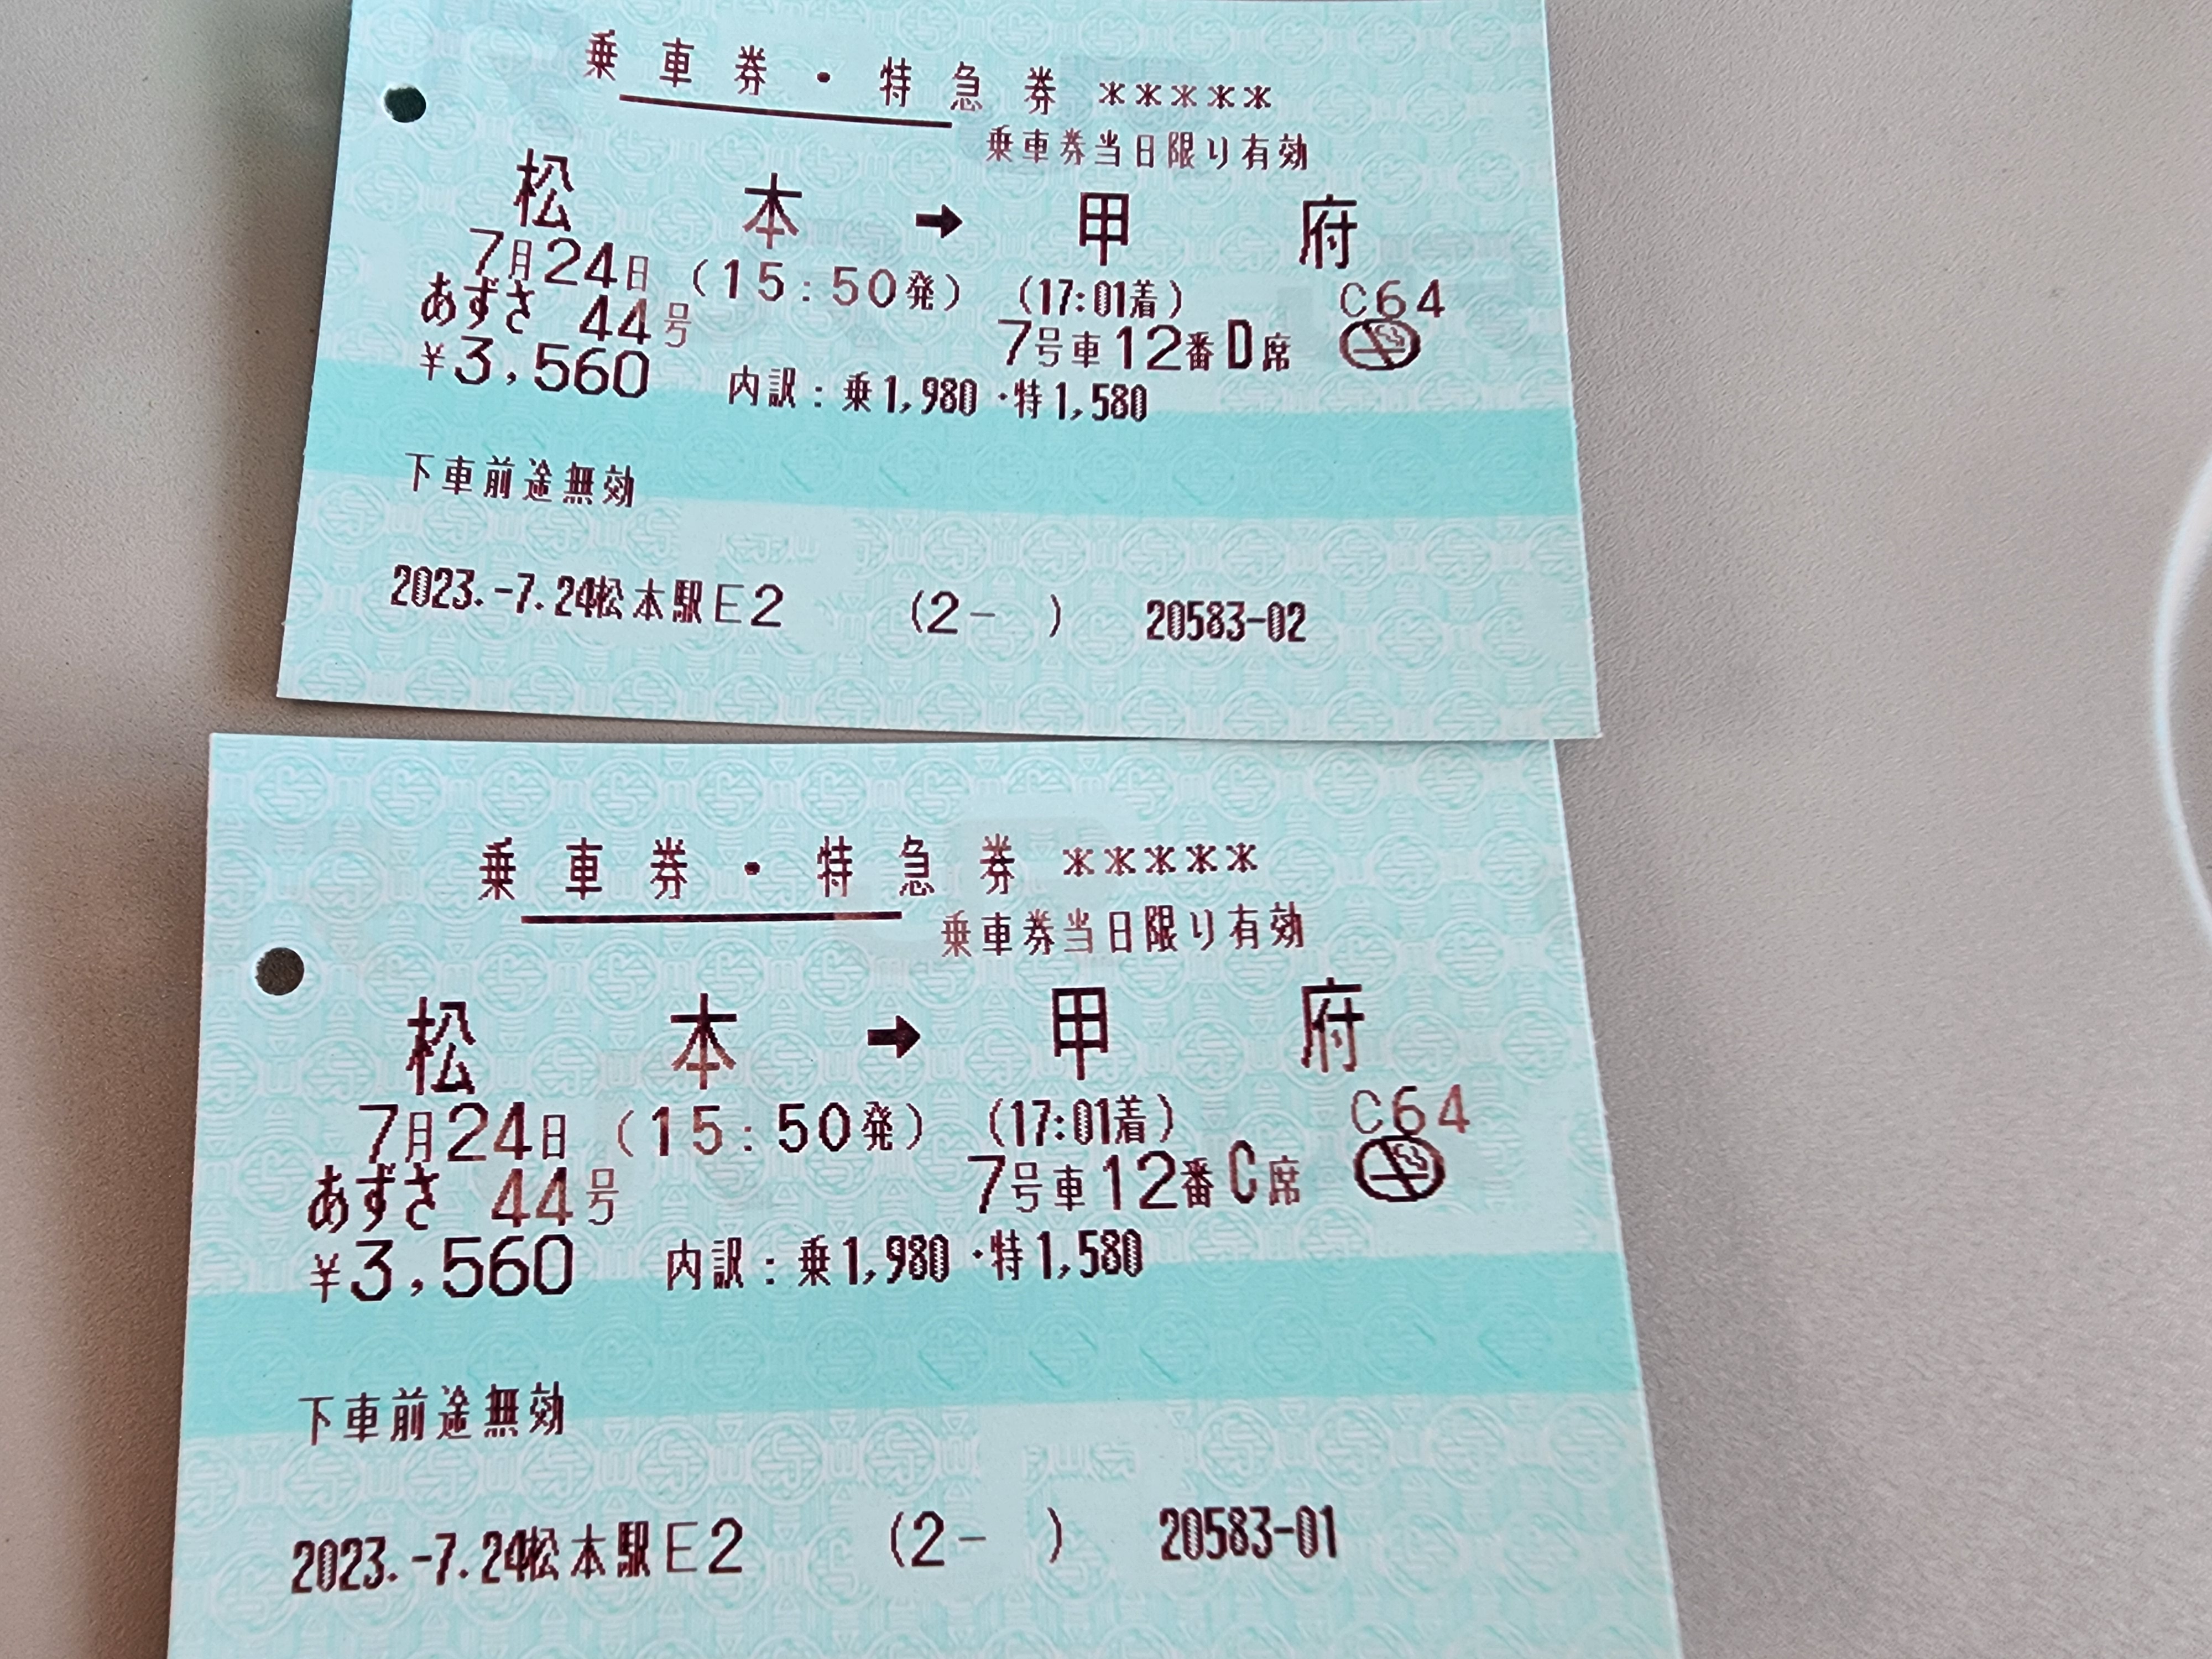 乗車券・特急券 *****
乗車券当日限り有効
松本 → 甲府
7月24日 (15:50発) (17:01着) C64
あずさ 44号 7号車12番D席
¥3,560 内訳:乗1,980・特1,580
下車前途無効
2023.-7.24松本駅E2 (2- ) 20583-02
乗車券・特急券 *****
乗車券当日限り有効
松本 → 甲府
7月24日 (15:50発) (17:01着) C64
あずさ 44号 7号車12番C席
¥3,560 内訳:乗1,980・特1,580
下車前途無効
2023.-7.24松本駅E2 (2- ) 20583-01